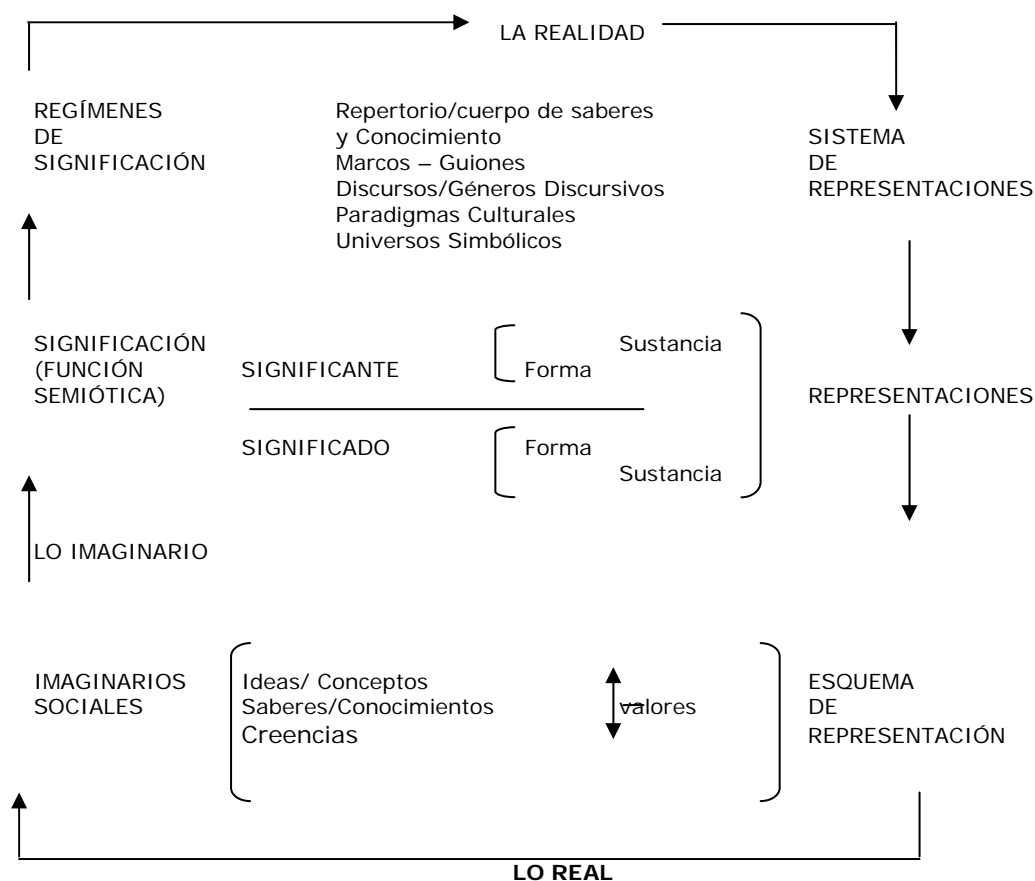 LA REALIDAD
REGÍMENES
DE
SIGNIFICACIÓN
Repertorio/cuerpo de saberes
y Conocimiento
Marcos – Guiones
Discursos/Géneros Discursivos
Paradigmas Culturales
Universos Simbólicos
SISTEMA
DE
REPRESENTACIONES
SIGNIFICACIÓN
(FUNCIÓN
SEMIÓTICA)
SIGNIFICANTE
Sustancia
Forma
SIGNIFICADO
Forma
Sustancia
REPRESENTACIONES
LO IMAGINARIO
IMAGINARIOS
SOCIALES
Ideas/ Conceptos
Saberes/Conocimientos
Creencias
valores
ESQUEMA
DE
REPRESENTACIÓN
LO REAL